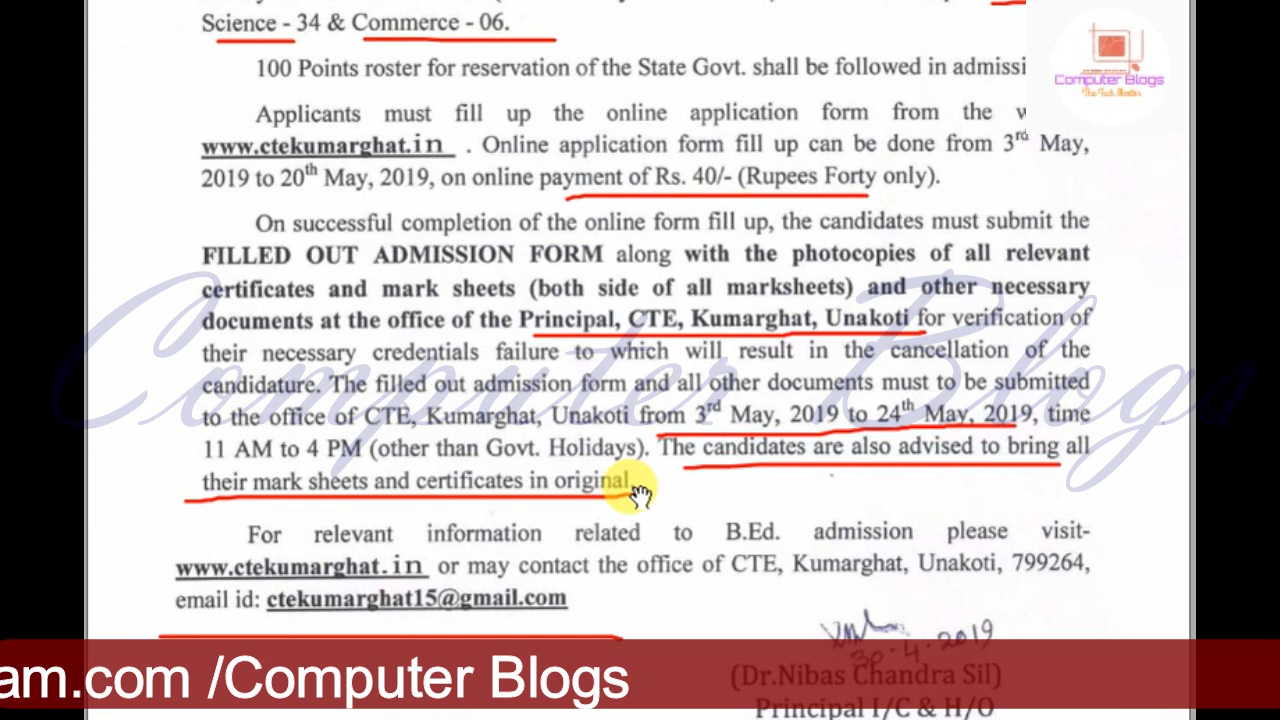 Science - 34 & Commerce - 06.
100 Points roster for reservation of the State Govt. shall be followed in admissi
Computer Blogs
Applicants must fill up the online application form from the w
www.ctekumarghat.in . Online application form fill up can be done from 3rd May,
2019 to 20th May, 2019, on online payment of Rs. 40/- (Rupees Forty only).
On successful completion of the online form fill up, the candidates must submit the
FILLED OUT ADMISSION FORM along with the photocopies of all relevant
certificates and mark sheets (both side of all marksheets) and other necessary
documents at the office of the Principal, CTE, Kumarghat, Unakoti for verification of
their necessary credentials failure to which will result in the cancellation of the
candidature. The filled out admission form and all other documents must to be submitted
to the office of CTE, Kumarghat, Unakoti from 3rd May, 2019 to 24th May, 2019, time
11 AM to 4 PM (other than Govt. Holidays). The candidates are also advised to bring all
their mark sheets and certificates in original.
Computer Blogs
For relevant information related to B.Ed. admission please visit-
www.ctekumarghat.in or may contact the office of CTE, Kumarghat, Unakoti, 799264,
email id: ctekumarghat15@gmail.com
30.4.2019
(Dr.Nibas Chandra Sil)
Principal I/C & H/O
am.com /Computer Blogs